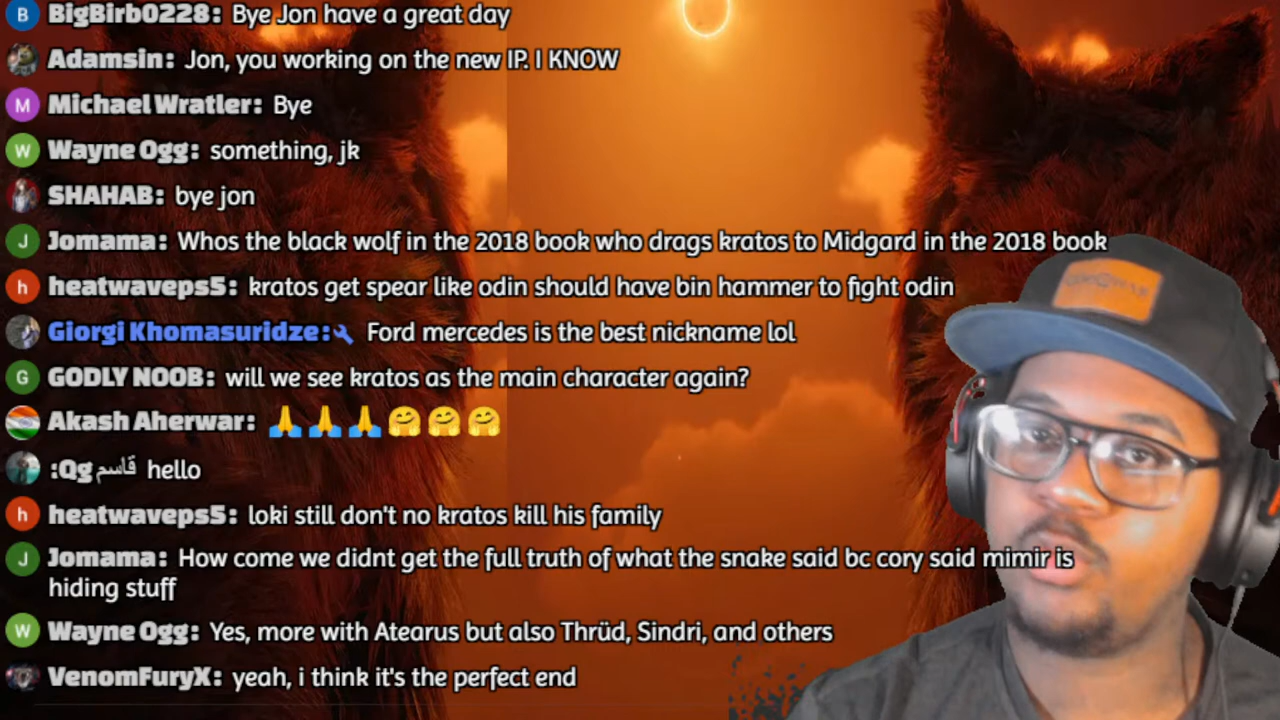 BigBirb0228: Bye Jon have a great day
Adamsin: Jon, you working on the new IP. I KNOW
Michael Wratler: Bye
Wayne Ogg: something, jk
SHAHAB: bye jon
Jomama: Whos the black wolf in the 2018 book who drags kratos to Midgard in the 2018 book
heatwaveps5: kratos get spear like odin should have bin hammer to fight odin
Giorgi Khomasuridze: Ford mercedes is the best nickname lol
GODLY NOOB: will we see kratos as the main character again?
Akash Aherwar: 🙏🙏🙏🤗🤗🤗
:Qg قاسم hello
heatwaveps5: loki still don't no kratos kill his family
Jomama: How come we didnt get the full truth of what the snake said bc cory said mimir is
hiding stuff
Wayne Ogg: Yes, more with Atearus but also Thrüd, Sindri, and others
VenomFuryX: yeah, i think it's the perfect end